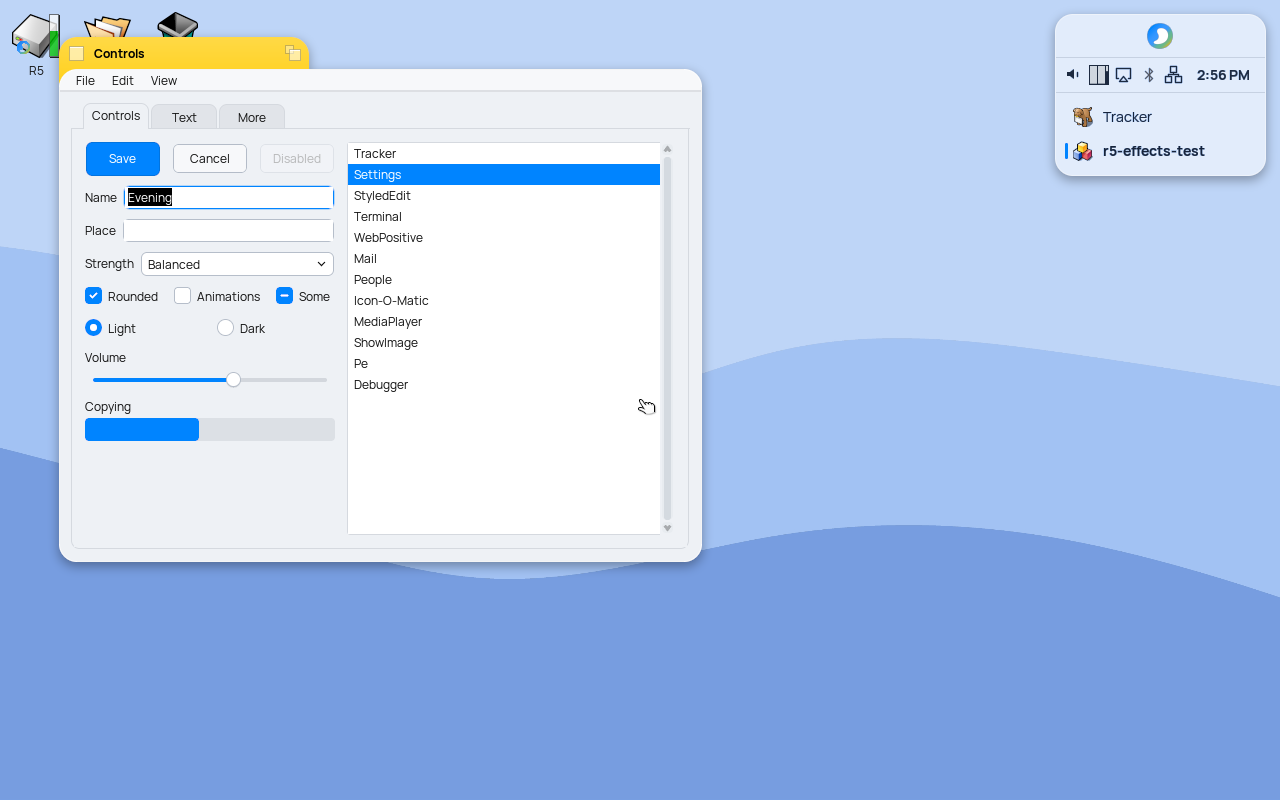 R5
Controls
File Edit View
Controls Text More
Save Cancel Disabled
Name Evening
Place
Strength Balanced
Rounded Animations Some
Light Dark
Volume
Copying
Tracker
Settings
StyledEdit
Terminal
WebPositive
Mail
People
Icon-O-Matic
MediaPlayer
ShowImage
Pe
Debugger
2:56 PM
Tracker
r5-effects-test